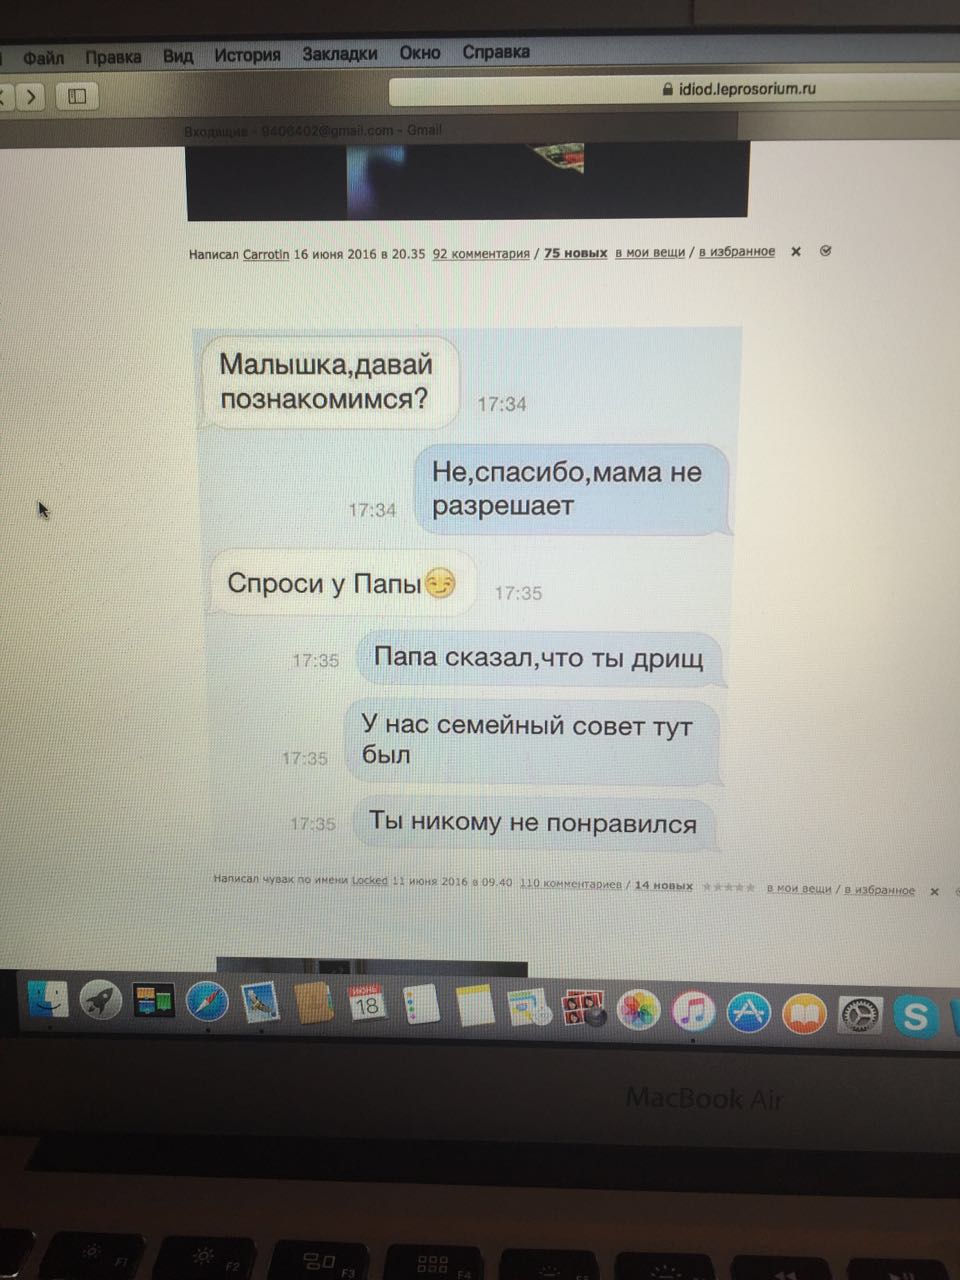 Файл Правка Вид История Закладки Окно Справка
idiod.leprosorium.ru
Входящие - 9406402@gmail.com - Gmail
Написал Carrotin 16 июня 2016 в 20.35 92 комментария / 75 новых в мои вещи / в избранное
Малышка,давай
познакомимся?
17:34
Не,спасибо,мама не
разрешает
17:34
Спроси у Папы😏
17:35
17:35 Папа сказал,что ты дрищ
У нас семейный совет тут
был
17:35
17:35 Ты никому не понравился
Написал чувак по имени Locked 11 июня 2016 в 09.40 110 комментариев / 14 новых в мои вещи / в избранное
ИЮНЬ
18
MacBook Air
F1 F2 F3 F4